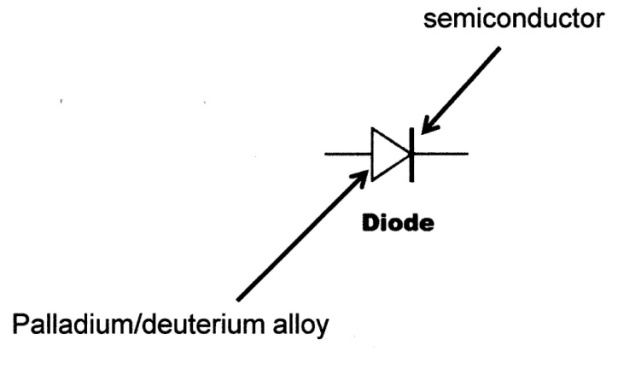 semiconductor
Diode
Palladium/deuterium alloy